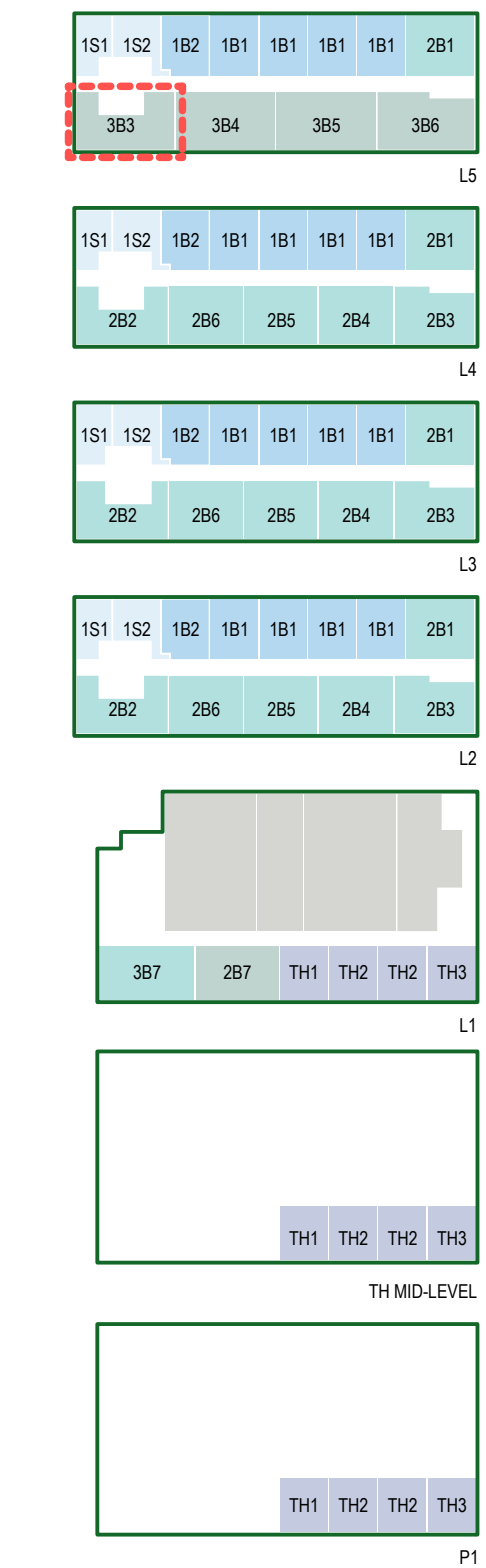 1S1 1S2 1B2 1B1 1B1 1B1 1B1 2B1
3B3 3B4 3B5 3B6
L5
1S1 1S2 1B2 1B1 1B1 1B1 1B1 2B1
2B2 2B6 2B5 2B4 2B3
L4
1S1 1S2 1B2 1B1 1B1 1B1 1B1 2B1
2B2 2B6 2B5 2B4 2B3
L3
1S1 1S2 1B2 1B1 1B1 1B1 1B1 2B1
2B2 2B6 2B5 2B4 2B3
L2
3B7 2B7 TH1 TH2 TH2 TH3
L1
TH1 TH2 TH2 TH3
TH MID-LEVEL
TH1 TH2 TH2 TH3
P1